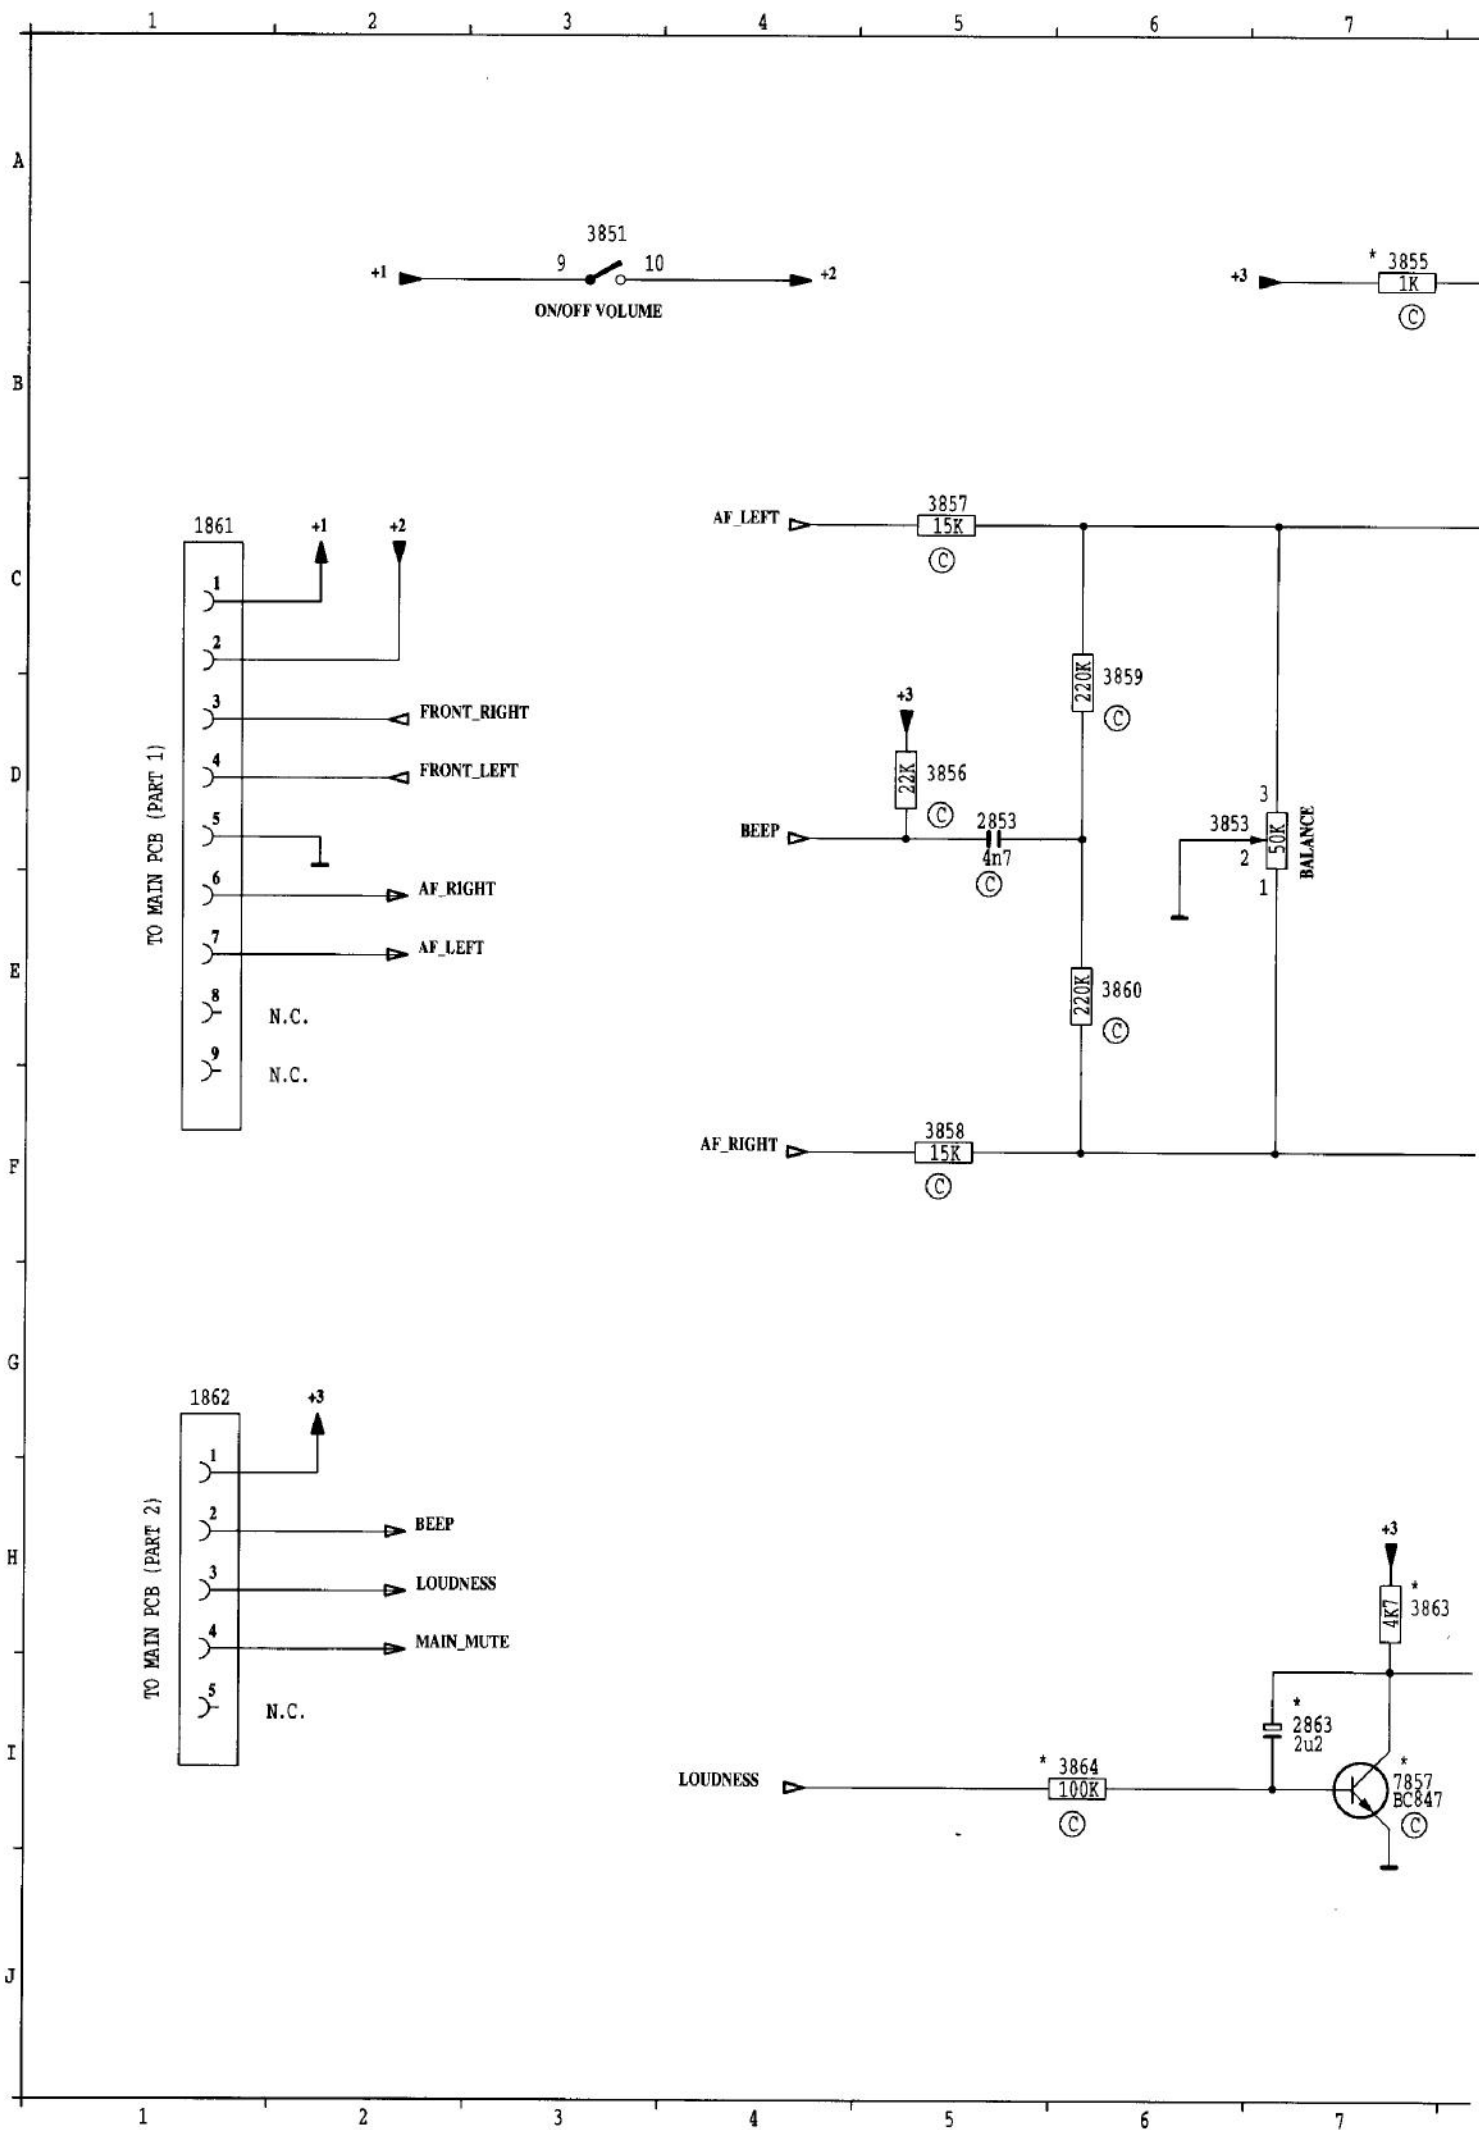 1 2 3 4 5 6 7
A
3851
+1 9 10 +2
ON/OFF VOLUME
+3
* 3855
1K
C
B
1861
+1
+2
AF_LEFT
3857
15K
C
C
1
2
3 FRONT_RIGHT
4 FRONT_LEFT
5
6 AF_RIGHT
7 AF_LEFT
8 N.C.
9 N.C.
TO MAIN PCB (PART 1)
220K 3859
C
D
+3
22K 3856
C
BEEP
2853
4n7
C
3
3853
50K
2
1
BALANCE
E
220K 3860
C
F
AF_RIGHT
3858
15K
C
G
1862
+3
1
2 BEEP
3 LOUDNESS
4 MAIN_MUTE
5 N.C.
TO MAIN PCB (PART 2)
H
+3
4K7
*
3863
I
*
2863
2u2
LOUDNESS
* 3864
100K
C
*
7857
BC847
C
J
1 2 3 4 5 6 7